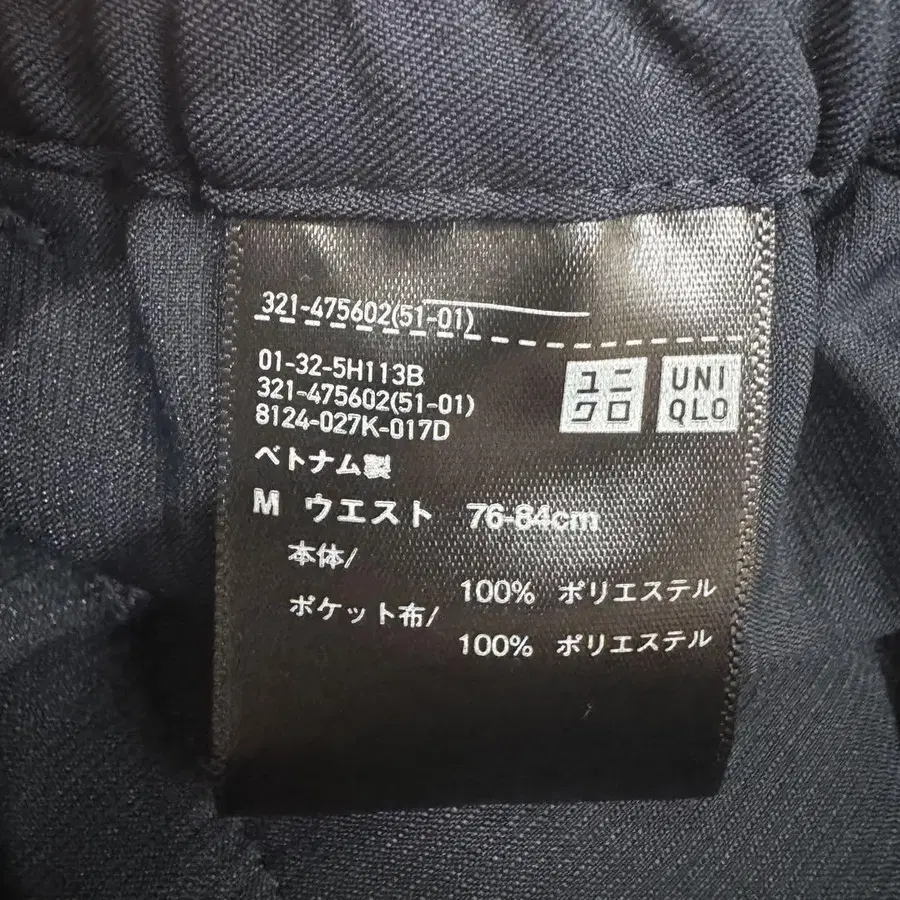 321-475602(51-01)
01-32-5H113B
321-475602(51-01)
8124-027K-017D
ユニ
クロ
UNI
QLO
ベトナム製
M ウエスト 76-84cm
本体/
100% ポリエステル
ポケット布/
100% ポリエステル